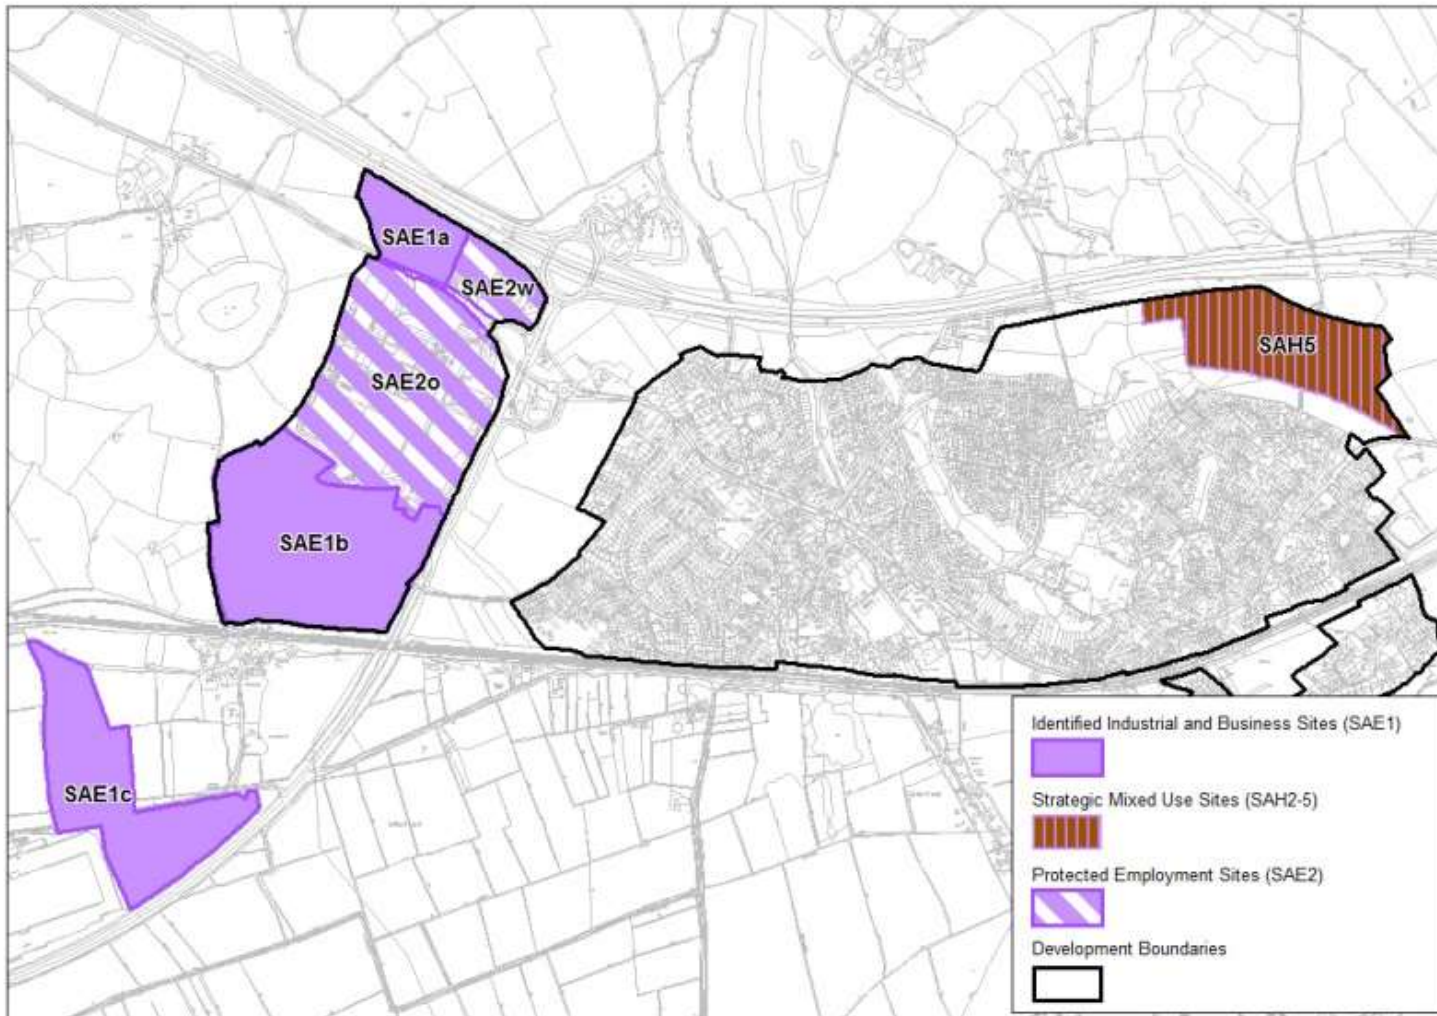 SAE1a
SAE2w
SAH5
SAE2o
SAE1b
SAE1c
Identified Industrial and Business Sites (SAE1)
Strategic Mixed Use Sites (SAH2-5)
Protected Employment Sites (SAE2)
Development Boundaries